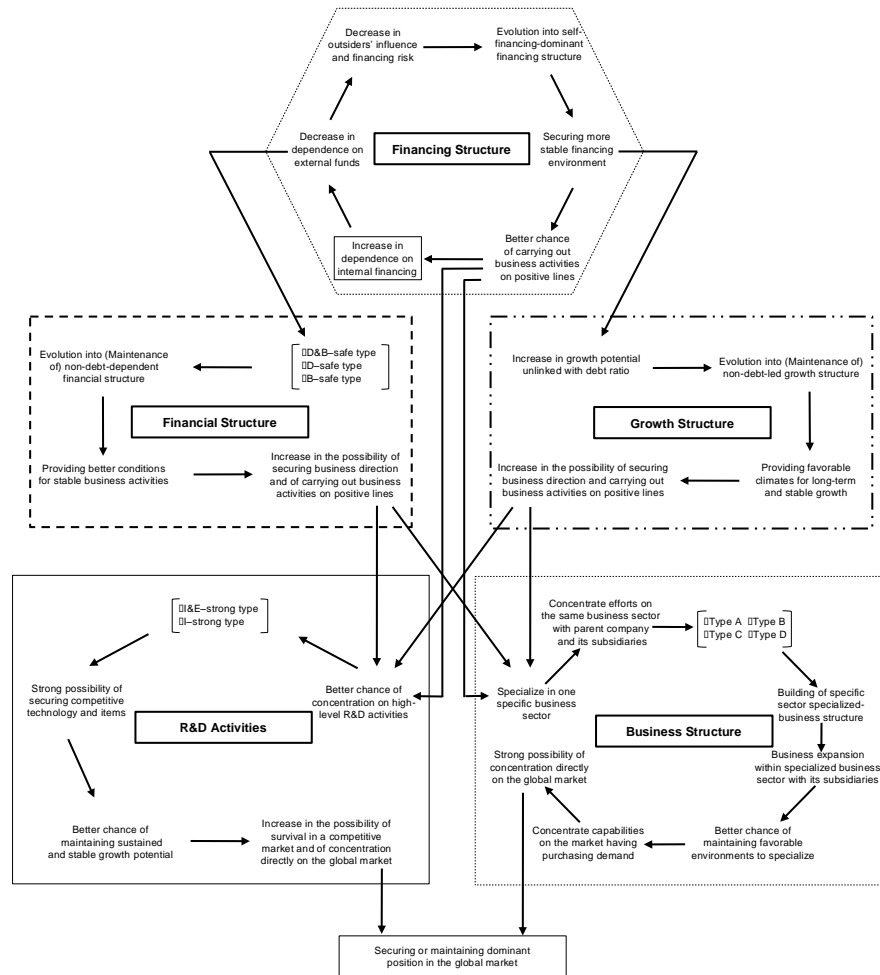 Decrease in
outsiders' influence
and financing risk
Evolution into self-
financing-dominant
financing structure
Decrease in
dependence on
external funds
Financing Structure
Securing more
stable financing
environment
Increase in
dependence on
internal financing
Better chance
of carrying out
business activities
on positive lines
Evolution into (Maintenance
of) non-debt-dependent
financial structure
▯D&B–safe type
▯D–safe type
▯B–safe type
Financial Structure
Providing better conditions
for stable business activities
Increase in the possibility of
securing business direction
and of carrying out business
activities on positive lines
Increase in growth potential
unlinked with debt ratio
Evolution into (Maintenance of)
non-debt-led growth structure
Growth Structure
Increase in the possibility of securing
business direction and carrying out
business activities on positive lines
Providing favorable
climates for long-term
and stable growth
▯I&E–strong type
▯I–strong type
Strong possibility of
securing competitive
technology and items
Better chance of
concentration on high-
level R&D activities
R&D Activities
Better chance of
maintaining sustained
and stable growth potential
Increase in the possibility of
survival in a competitive
market and of concentration
directly on the global market
Concentrate efforts on
the same business sector
with parent company
and its subsidiaries
▯Type A ▯Type B
▯Type C ▯Type D
Specialize in one
specific business
sector
Building of specific
sector specialized-
business structure
Business Structure
Strong possibility of
concentration directly
on the global market
Business expansion
within specialized business
sector with its subsidiaries
Concentrate capabilities
on the market having
purchasing demand
Better chance of
maintaining favorable
environments to specialize
Securing or maintaining dominant
position in the global market